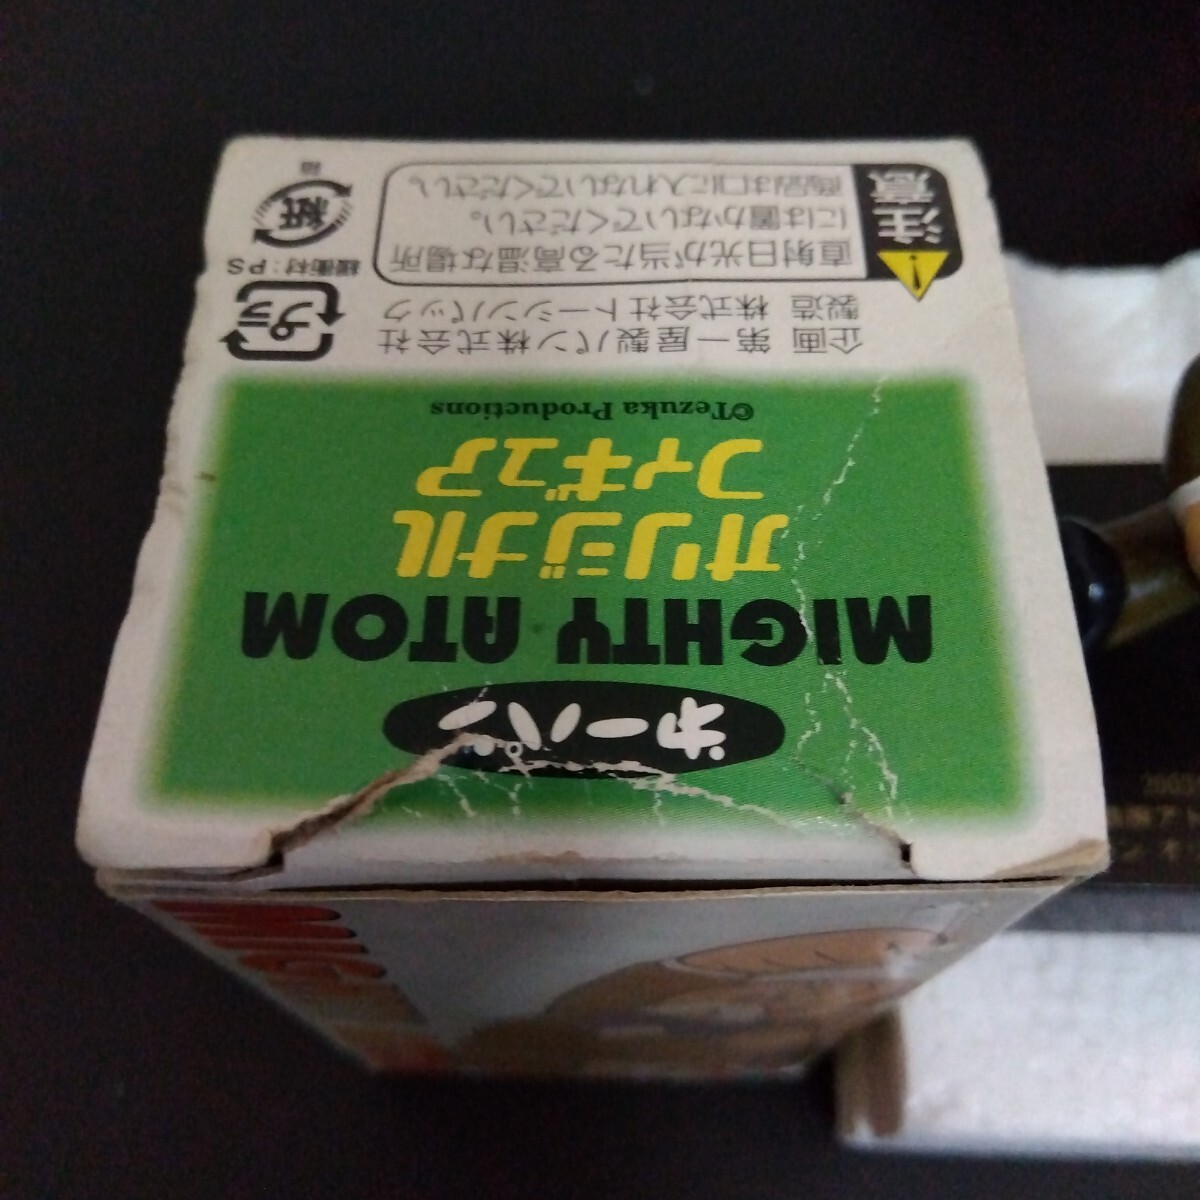 第一パン
MIGHTY ATOM
オリジナル
フィギュア
©Tezuka Productions
企画 第一屋製パン株式会社
製造 株式会社トーシンパック
注意
直射日光が当たる高温な場所
には置かないでください。
商品は口に入れないでください。
プラ
緩衝材：PS
紙
箱
MIG